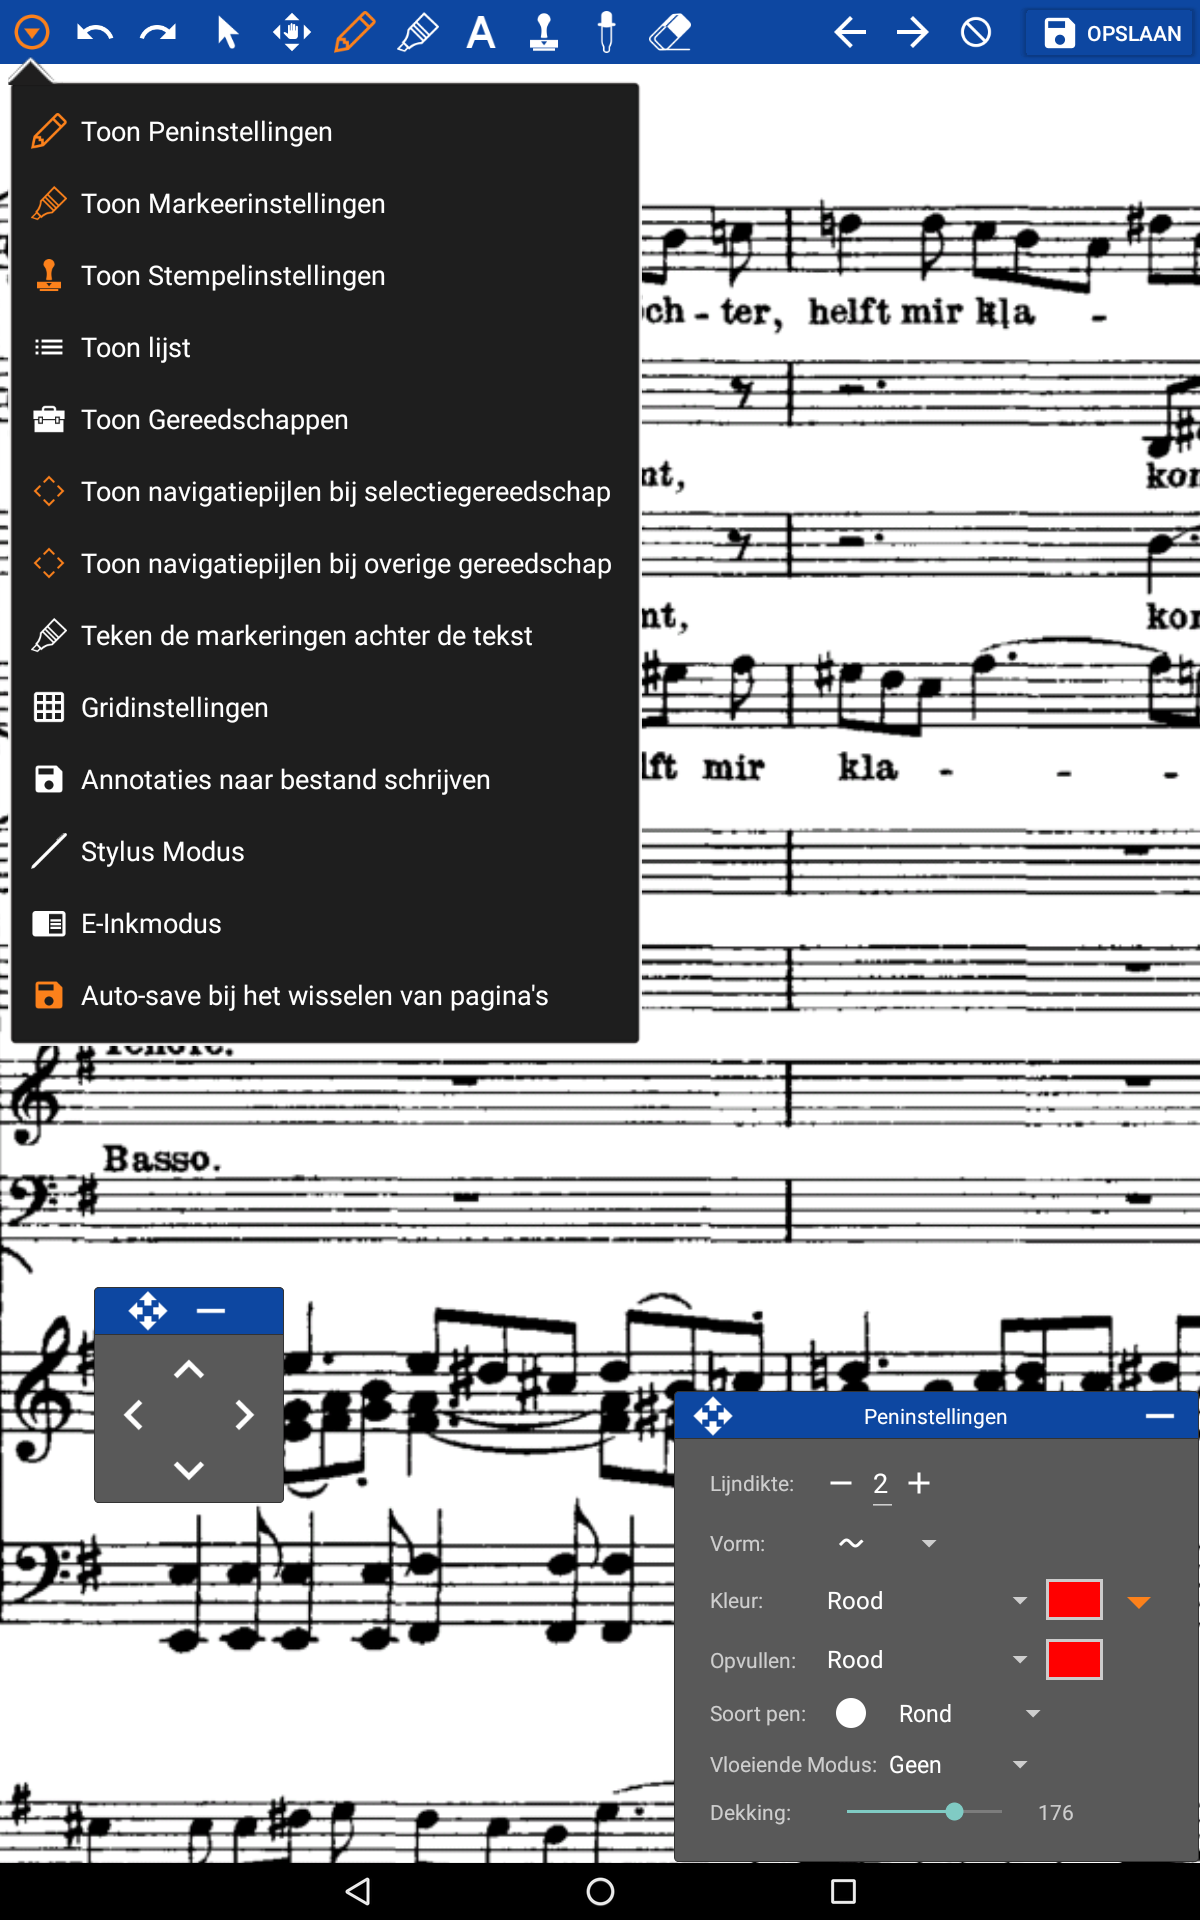 A
OPSLAAN
Toon Peninstellingen
Toon Markeerinstellingen
Toon Stempelinstellingen
Toon lijst
Toon Gereedschappen
Toon navigatiepijlen bij selectiegereedschap
Toon navigatiepijlen bij overige gereedschap
Teken de markeringen achter de tekst
Gridinstellingen
Annotaties naar bestand schrijven
Stylus Modus
E-Inkmodus
Auto-save bij het wisselen van pagina's
ch - ter, helft mir kla -
nt, kon
nt, kon
lft mir kla - - -
Basso.
Peninstellingen
Lijndikte: 2
Vorm:
Kleur: Rood
Opvullen: Rood
Soort pen: Rond
Vloeiende Modus: Geen
Dekking: 176